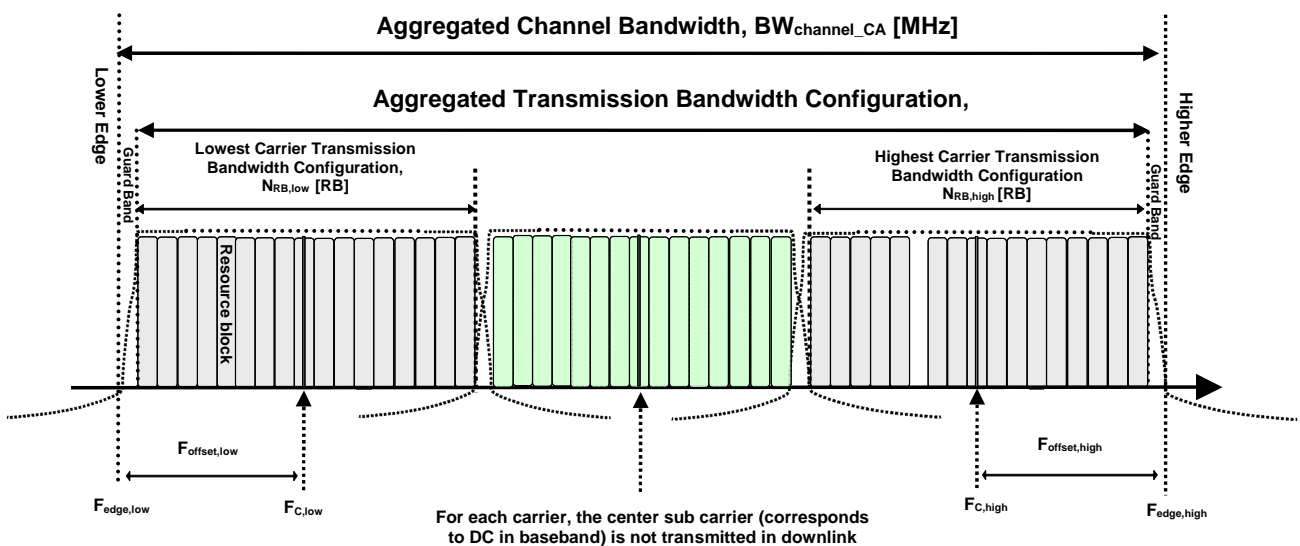 Aggregated Channel Bandwidth, BWchannel_CA [MHz]
Aggregated Transmission Bandwidth Configuration,
Lower Edge
Higher Edge
Guard Band
Lowest Carrier Transmission
Bandwidth Configuration,
NRB,low [RB]
Highest Carrier Transmission
Bandwidth Configuration
NRB,high [RB]
Guard Band
Resource block
Foffset,low
Foffset,high
Fedge,low
FC,low
FC,high
Fedge,high
For each carrier, the center sub carrier (corresponds
to DC in baseband) is not transmitted in downlink